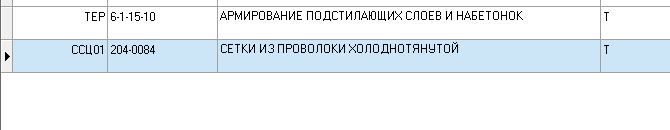 ТЕР 6-1-15-10 АРМИРОВАНИЕ ПОДСТИЛАЮЩИХ СЛОЕВ И НАБЕТОНОК Т
ССЦ01 204-0084 СЕТКИ ИЗ ПРОВОЛОКИ ХОЛОДНОТЯНУТОЙ Т